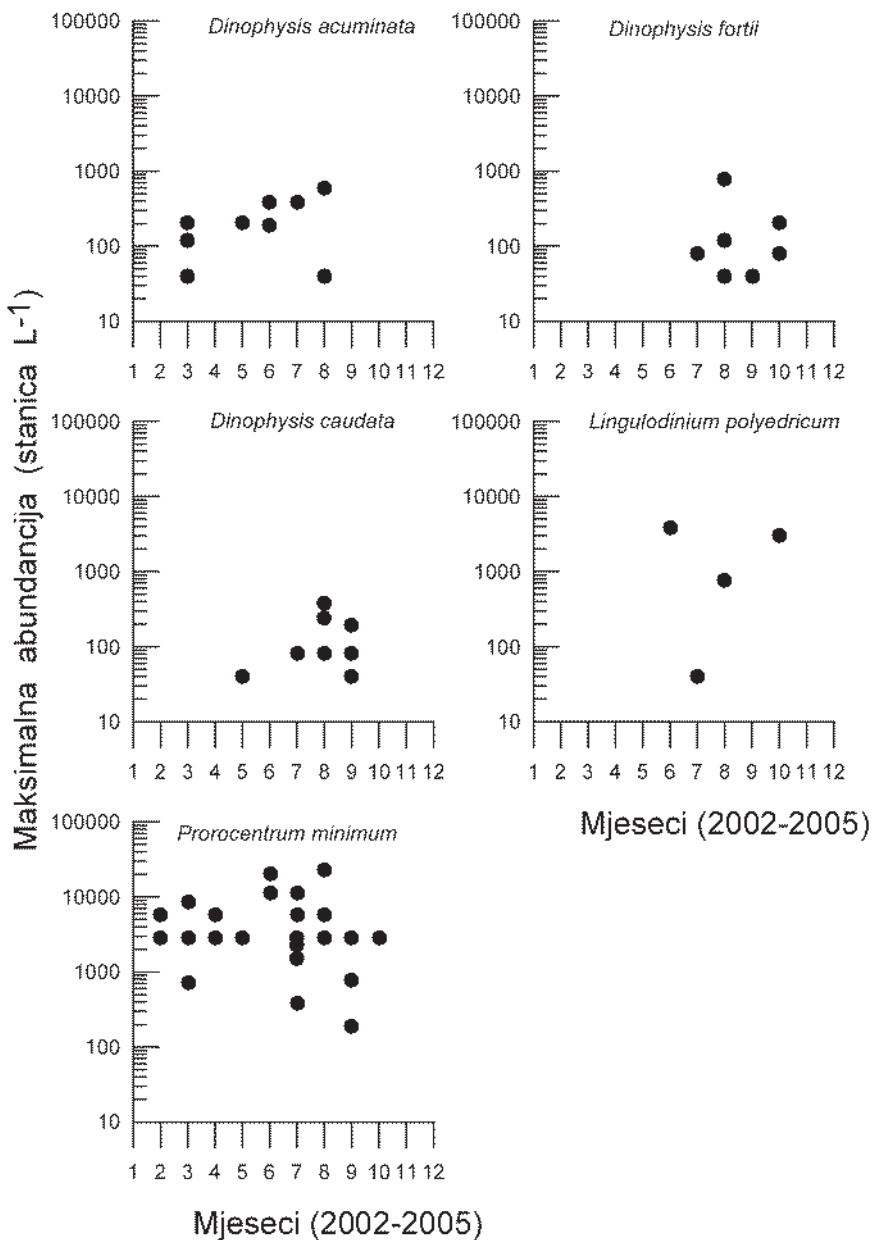 Maksimalna abundancija (stanica L-1)
Dinophysis acuminata
100000
10000
1000
100
10
1 2 3 4 5 6 7 8 9 10 11 12
Dinophysis fortii
100000
10000
1000
100
10
1 2 3 4 5 6 7 8 9 10 11 12
Dinophysis caudata
100000
10000
1000
100
10
1 2 3 4 5 6 7 8 9 10 11 12
Lingulodinium polyedricum
100000
10000
1000
100
10
1 2 3 4 5 6 7 8 9 10 11 12
Mjeseci (2002-2005)
Prorocentrum minimum
100000
10000
1000
100
10
1 2 3 4 5 6 7 8 9 10 11 12
Mjeseci (2002-2005)